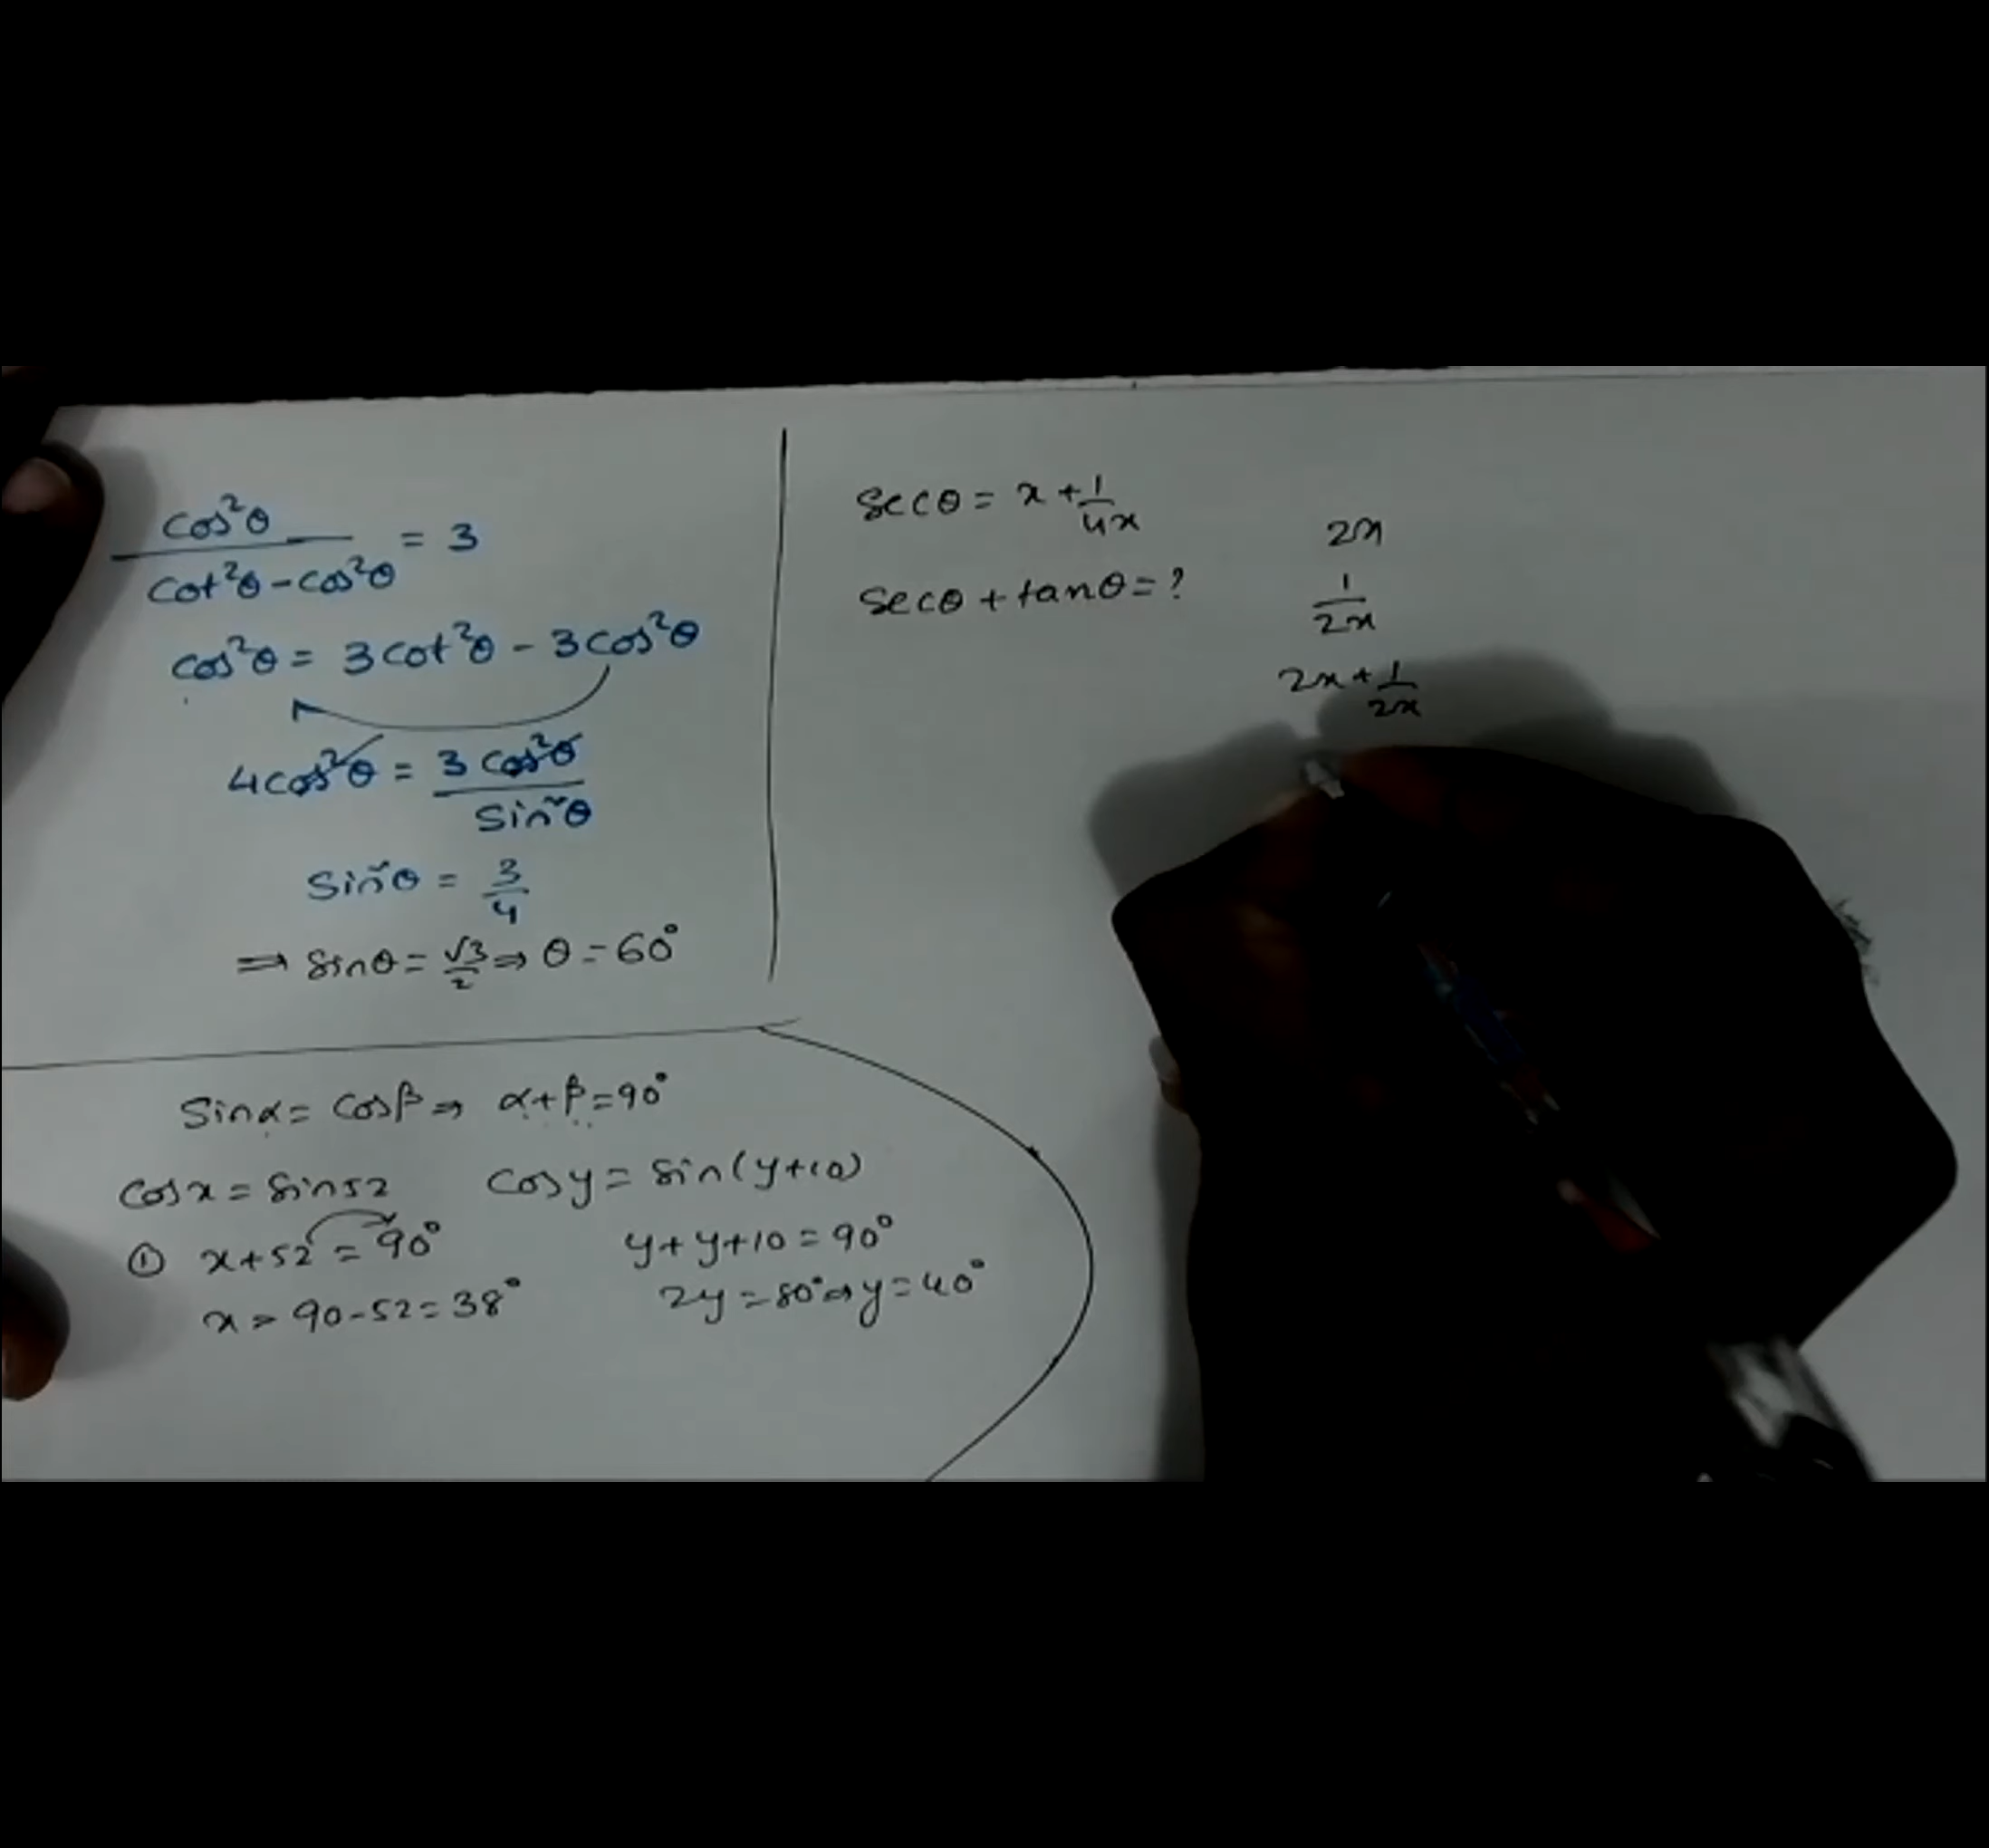 cos²θ / cot²θ - cos²θ = 3
cos²θ = 3cot²θ - 3cos²θ
4cos²θ = 3cos²θ / sin²θ
sin²θ = 3/4
⇒ sinθ = √3/2 ⇒ θ = 60°
secθ = x + 1/4x
secθ + tanθ = ?
2x
1/2x
2x + 1/2x
sinα = cosβ ⇒ α+β = 90°
cosx = sin52
① x+52 = 90°
x = 90-52 = 38°
cosy = sin(y+10)
y+y+10 = 90°
2y = 80° ⇒ y = 40°